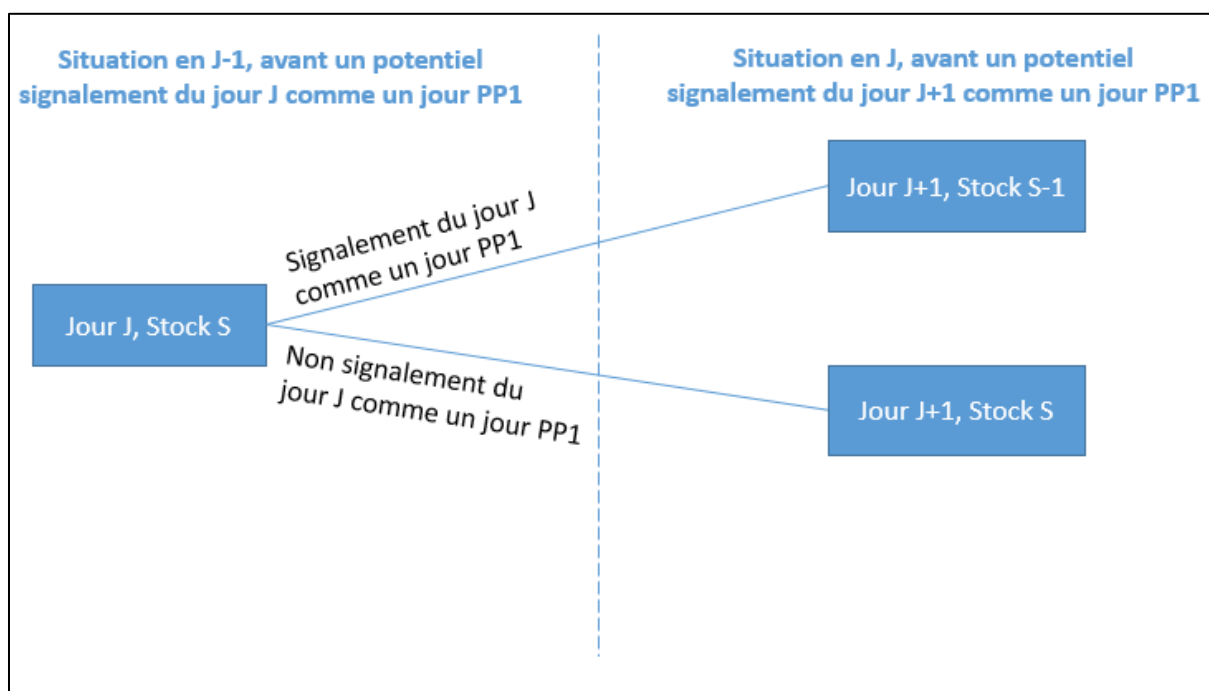 Situation en J-1, avant un potentiel
signalement du jour J comme un jour PP1
Situation en J, avant un potentiel
signalement du jour J+1 comme un jour PP1
Jour J, Stock S
Signalement du jour J
comme un jour PP1
Non signalement du
jour J comme un jour PP1
Jour J+1, Stock S-1
Jour J+1, Stock S